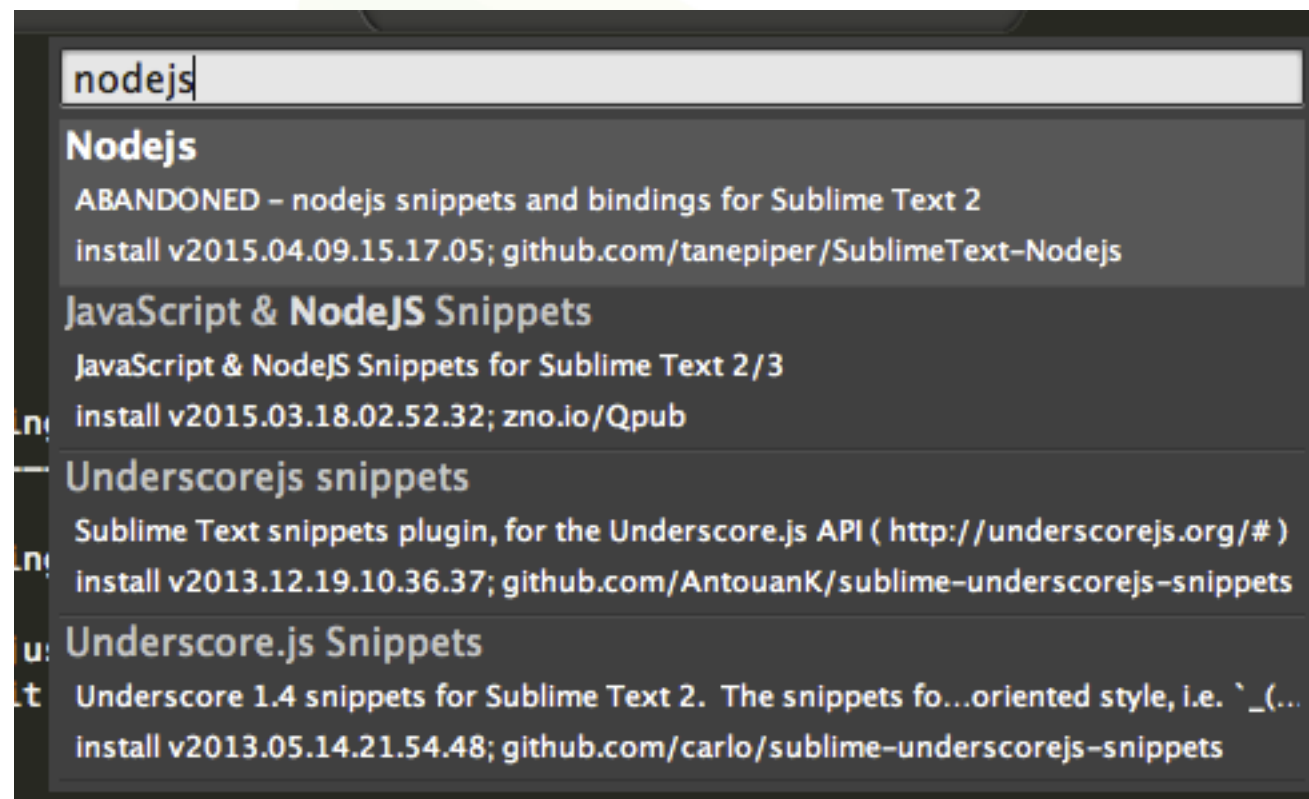 nodejs
Nodejs
ABANDONED – nodejs snippets and bindings for Sublime Text 2
install v2015.04.09.15.17.05; github.com/tanepiper/SublimeText–Nodejs
JavaScript & NodeJS Snippets
JavaScript & NodeJS Snippets for Sublime Text 2/3
install v2015.03.18.02.52.32; zno.io/Qpub
Underscorejs snippets
Sublime Text snippets plugin, for the Underscore.js API ( http://underscorejs.org/# )
install v2013.12.19.10.36.37; github.com/AntouanK/sublime–underscorejs–snippets
Underscore.js Snippets
Underscore 1.4 snippets for Sublime Text 2.  The snippets fo...oriented style, i.e. `_(...
install v2013.05.14.21.54.48; github.com/carlo/sublime–underscorejs–snippets